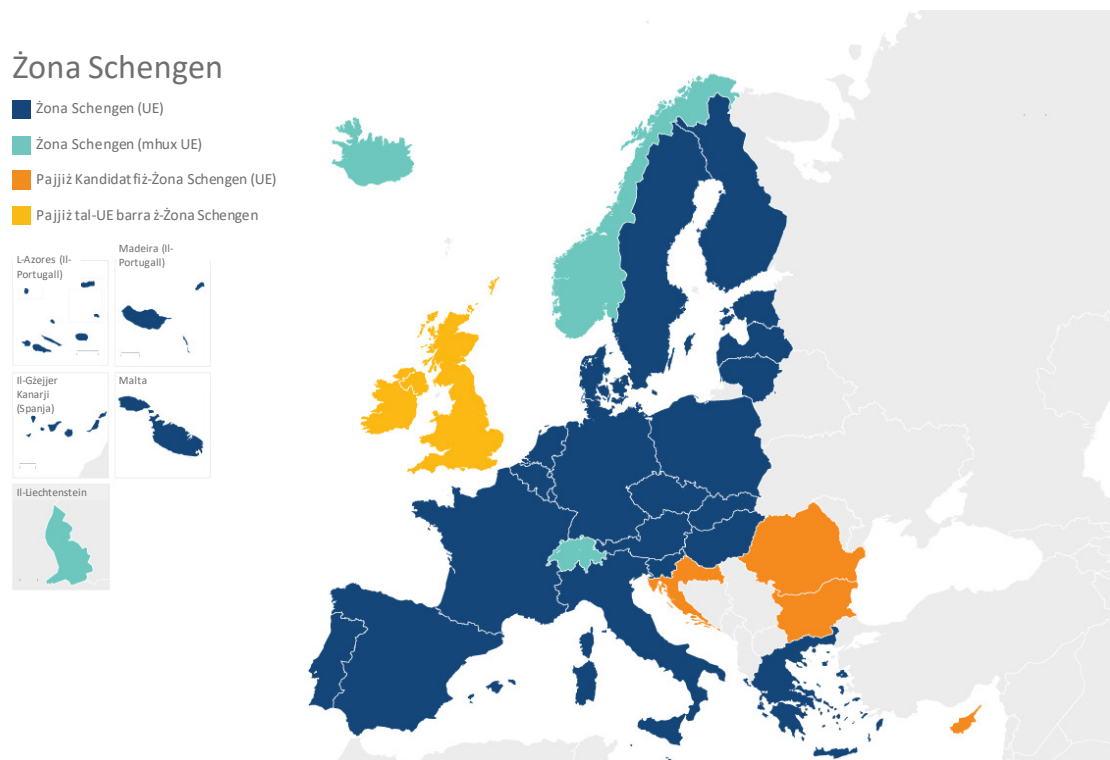 Żona Schengen
Żona Schengen (UE)
Żona Schengen (mhux UE)
Pajjiż Kandidat fiż-Żona Schengen (UE)
Pajjiż tal-UE barra ż-Żona Schengen
L-Azores (Il-
Portugall)
Madeira (Il-
Portugall)
Il-Gżejjer
Kanarji
(Spanja)
Malta
Il-Liechtenstein